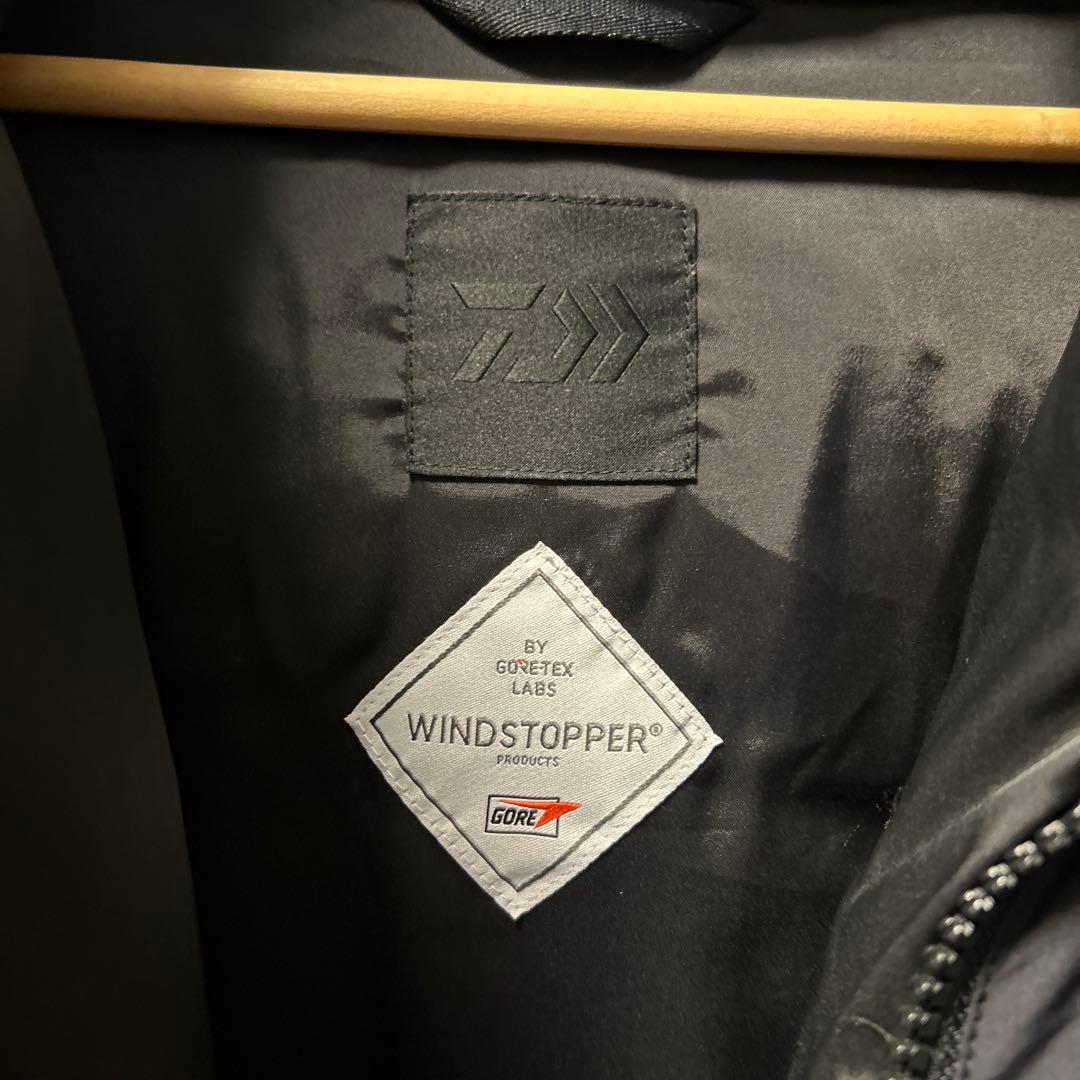 BY
GORE-TEX
LABS
WINDSTOPPER®
PRODUCTS
GORE